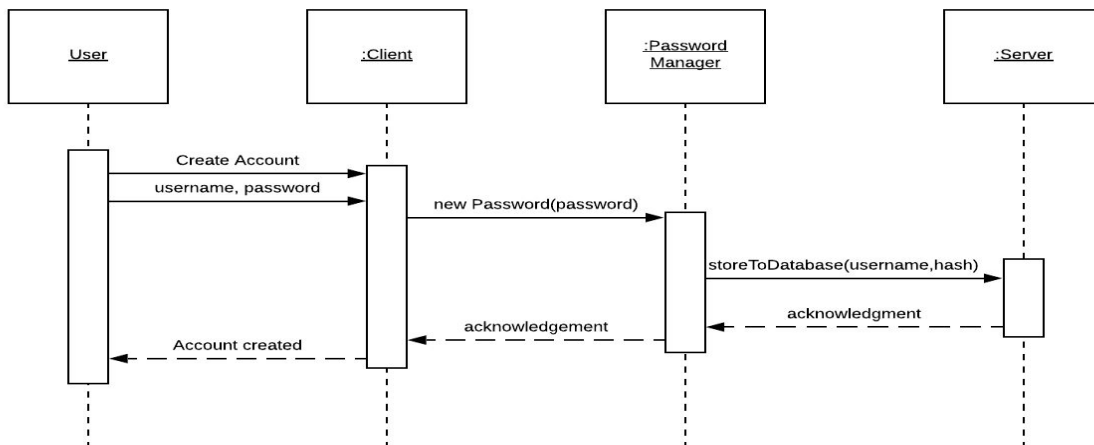 User
:Client
:Password
Manager
:Server
Create Account
username, password
new Password(password)
storeToDatabase(username,hash)
acknowledgment
acknowledgement
Account created